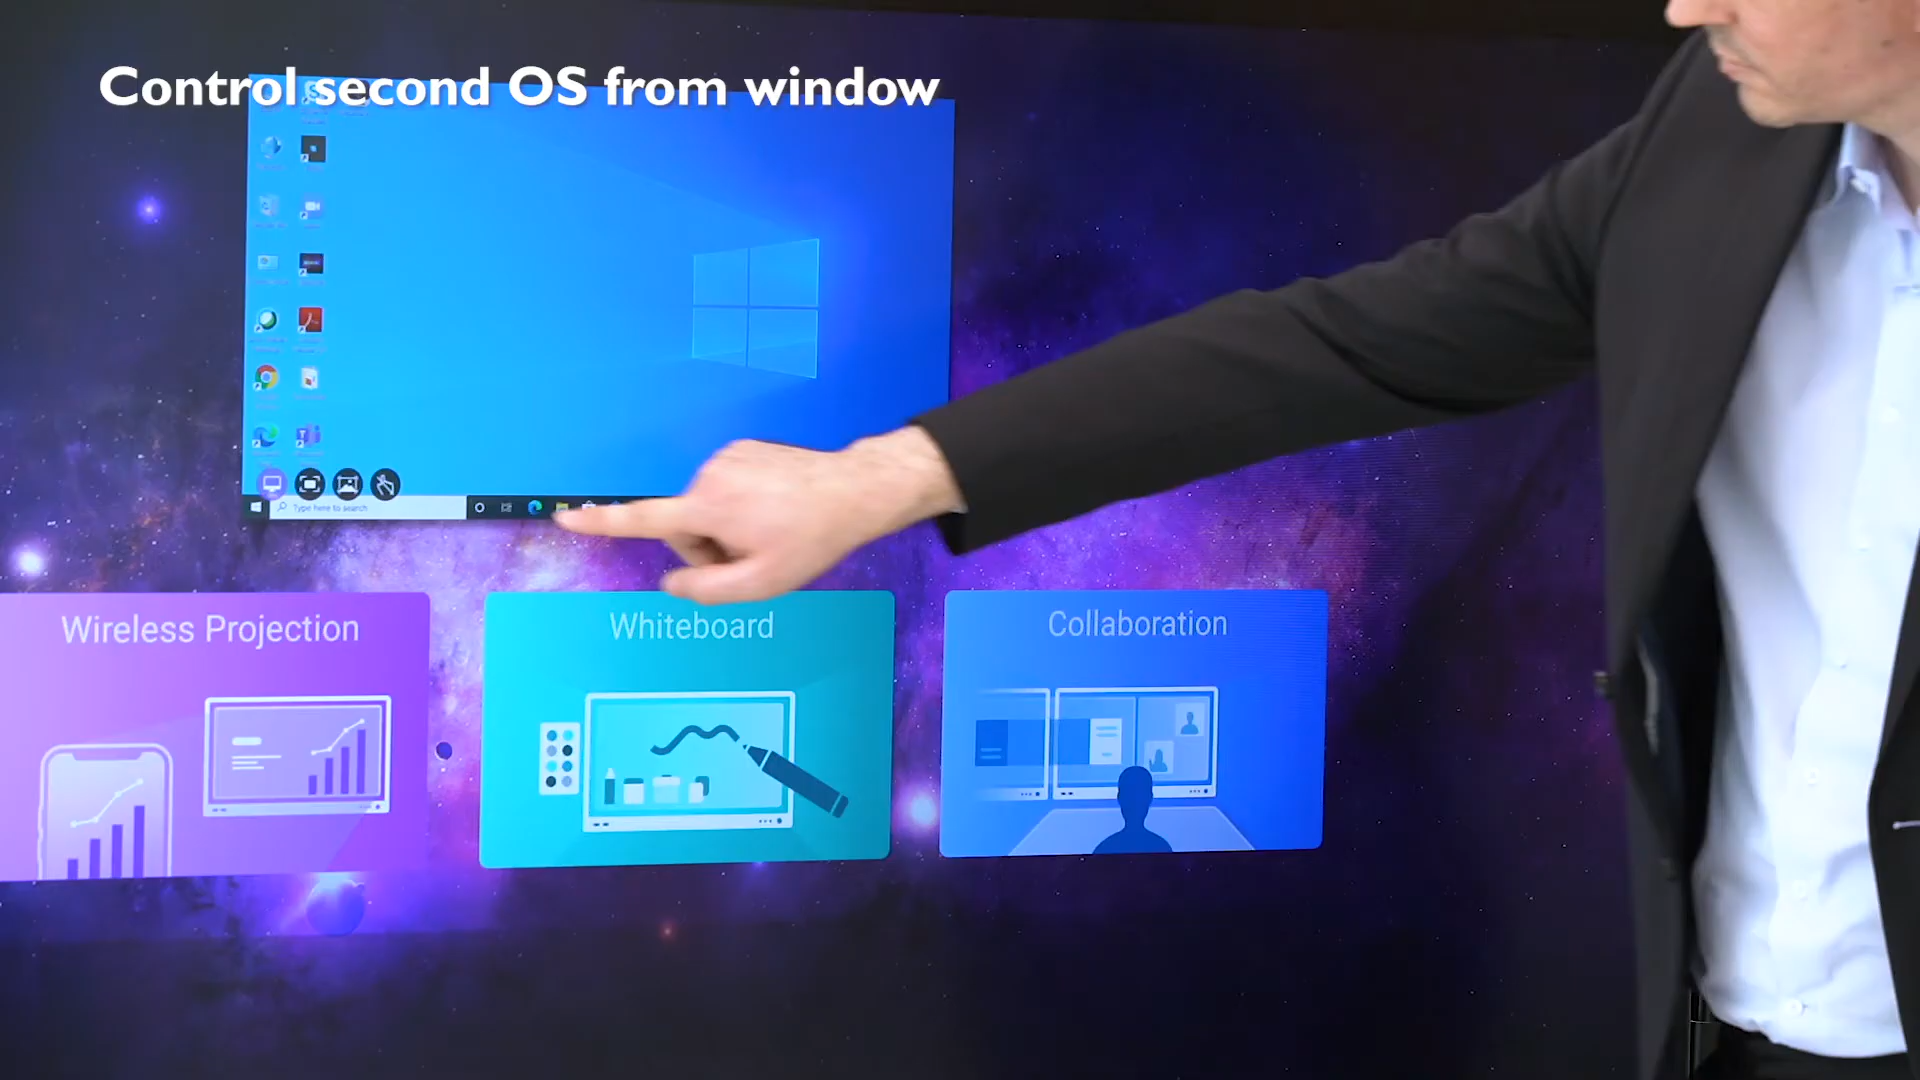 Control second OS from window
Type here to search
Wireless Projection
Whiteboard
Collaboration